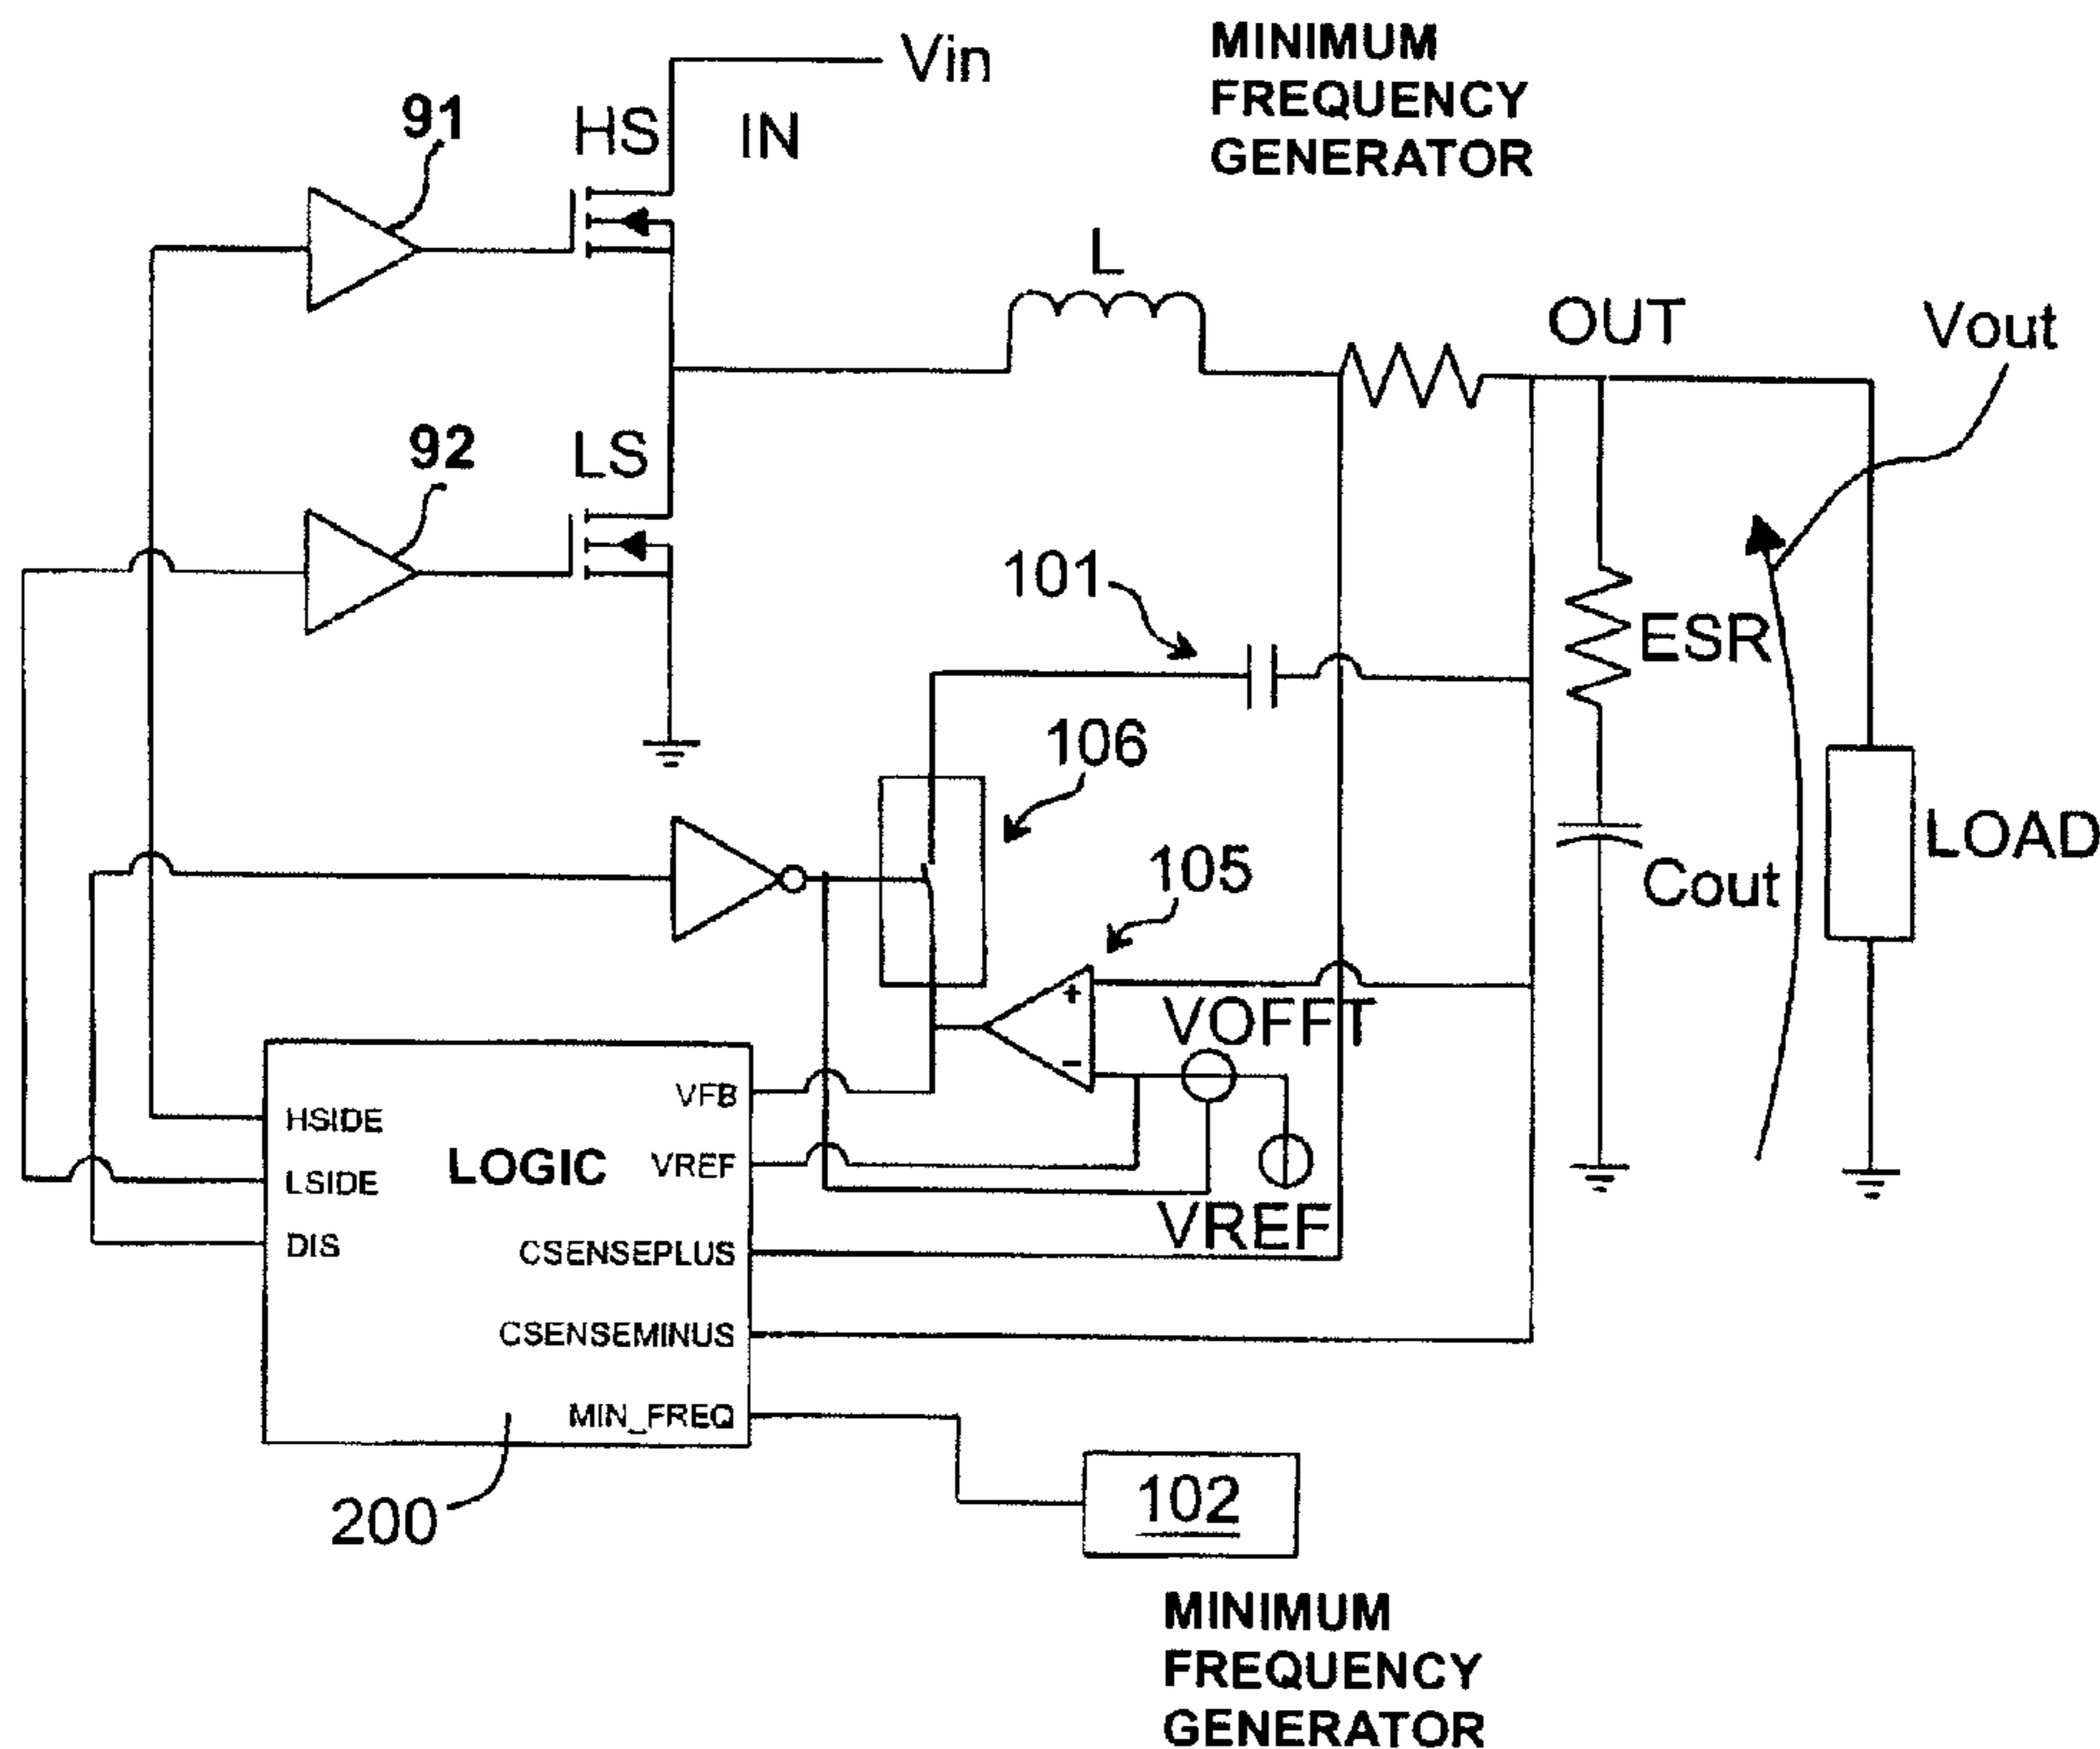 MINIMUM
FREQUENCY
GENERATOR
Vin
91
HS
IN
L
OUT
Vout
92
LS
101
ESR
106
105
LOAD
Cout
+
VOFFT
-
VFB
HSIDE
LOGIC
VREF
LSIDE
VREF
DIS
CSENSEPLUS
CSENSEMINUS
MIN_FREQ
200
102
MINIMUM
FREQUENCY
GENERATOR